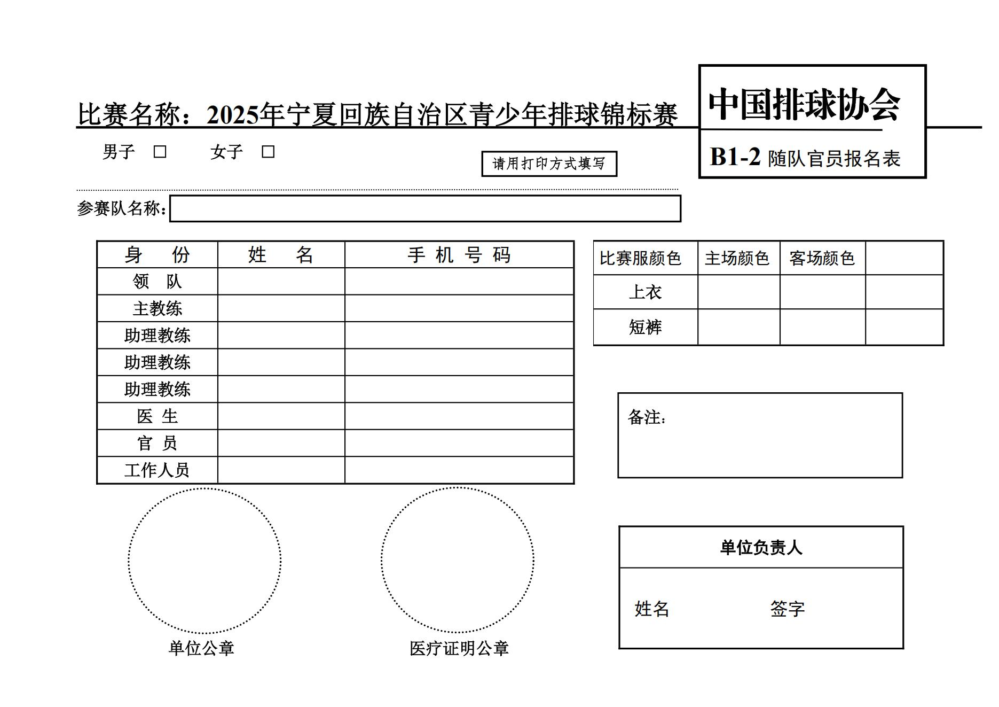 比赛名称：2025年宁夏回族自治区青少年排球锦标赛
中国排球协会
B1-2 随队官员报名表
男子 □ 女子 □
请用打印方式填写
参赛队名称：
身 份 姓 名 手 机 号 码
领 队
主教练
助理教练
助理教练
助理教练
医 生
官 员
工作人员
比赛服颜色 主场颜色 客场颜色
上衣
短裤
备注：
单位负责人
姓名 签字
单位公章
医疗证明公章